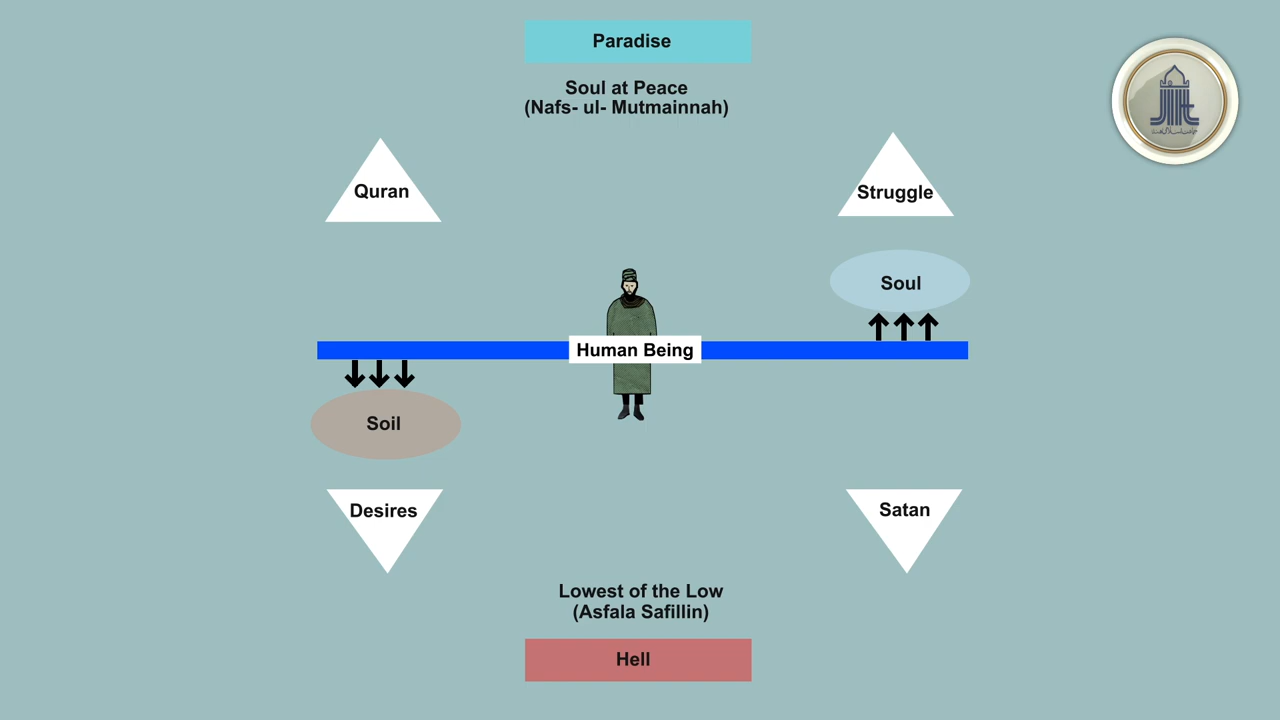 Paradise
Soul at Peace
(Nafs- ul- Mutmainnah)
Quran
Struggle
Soul
Human Being
Soil
Desires
Satan
Lowest of the Low
(Asfala Safillin)
Hell